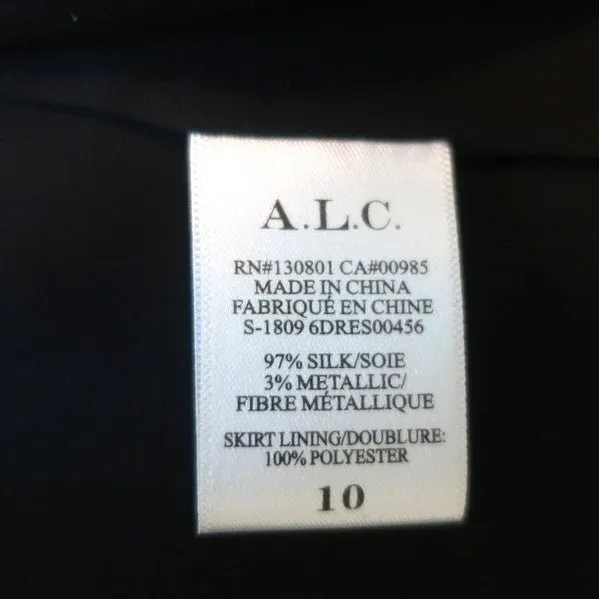 A.L.C.
RN#130801 CA#00985
MADE IN CHINA
FABRIQUÉ EN CHINE
S-1809 6DRES00456
97% SILK/SOIE
3% METALLIC/
FIBRE MÉTALLIQUE
SKIRT LINING/DOUBLURE:
100% POLYESTER
10